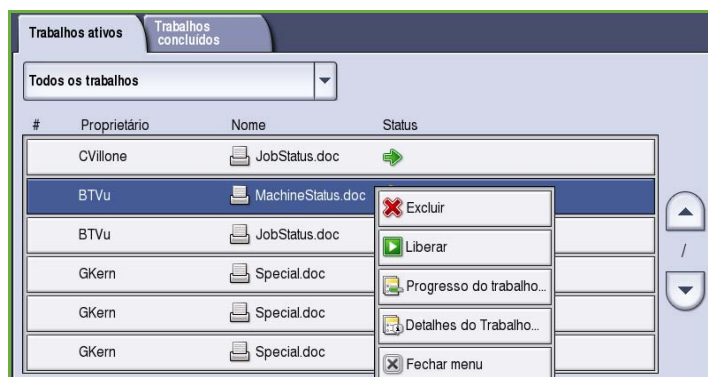 Trabalhos ativos
Trabalhos
concluídos
Todos os trabalhos
# Proprietário Nome Status
CVillone JobStatus.doc
BTVu MachineStatus.doc
Excluir
BTVu JobStatus.doc
Liberar
/
GKern Special.doc
Progresso do trabalho...
GKern Special.doc
Detalhes do Trabalho...
GKern Special.doc
Fechar menu